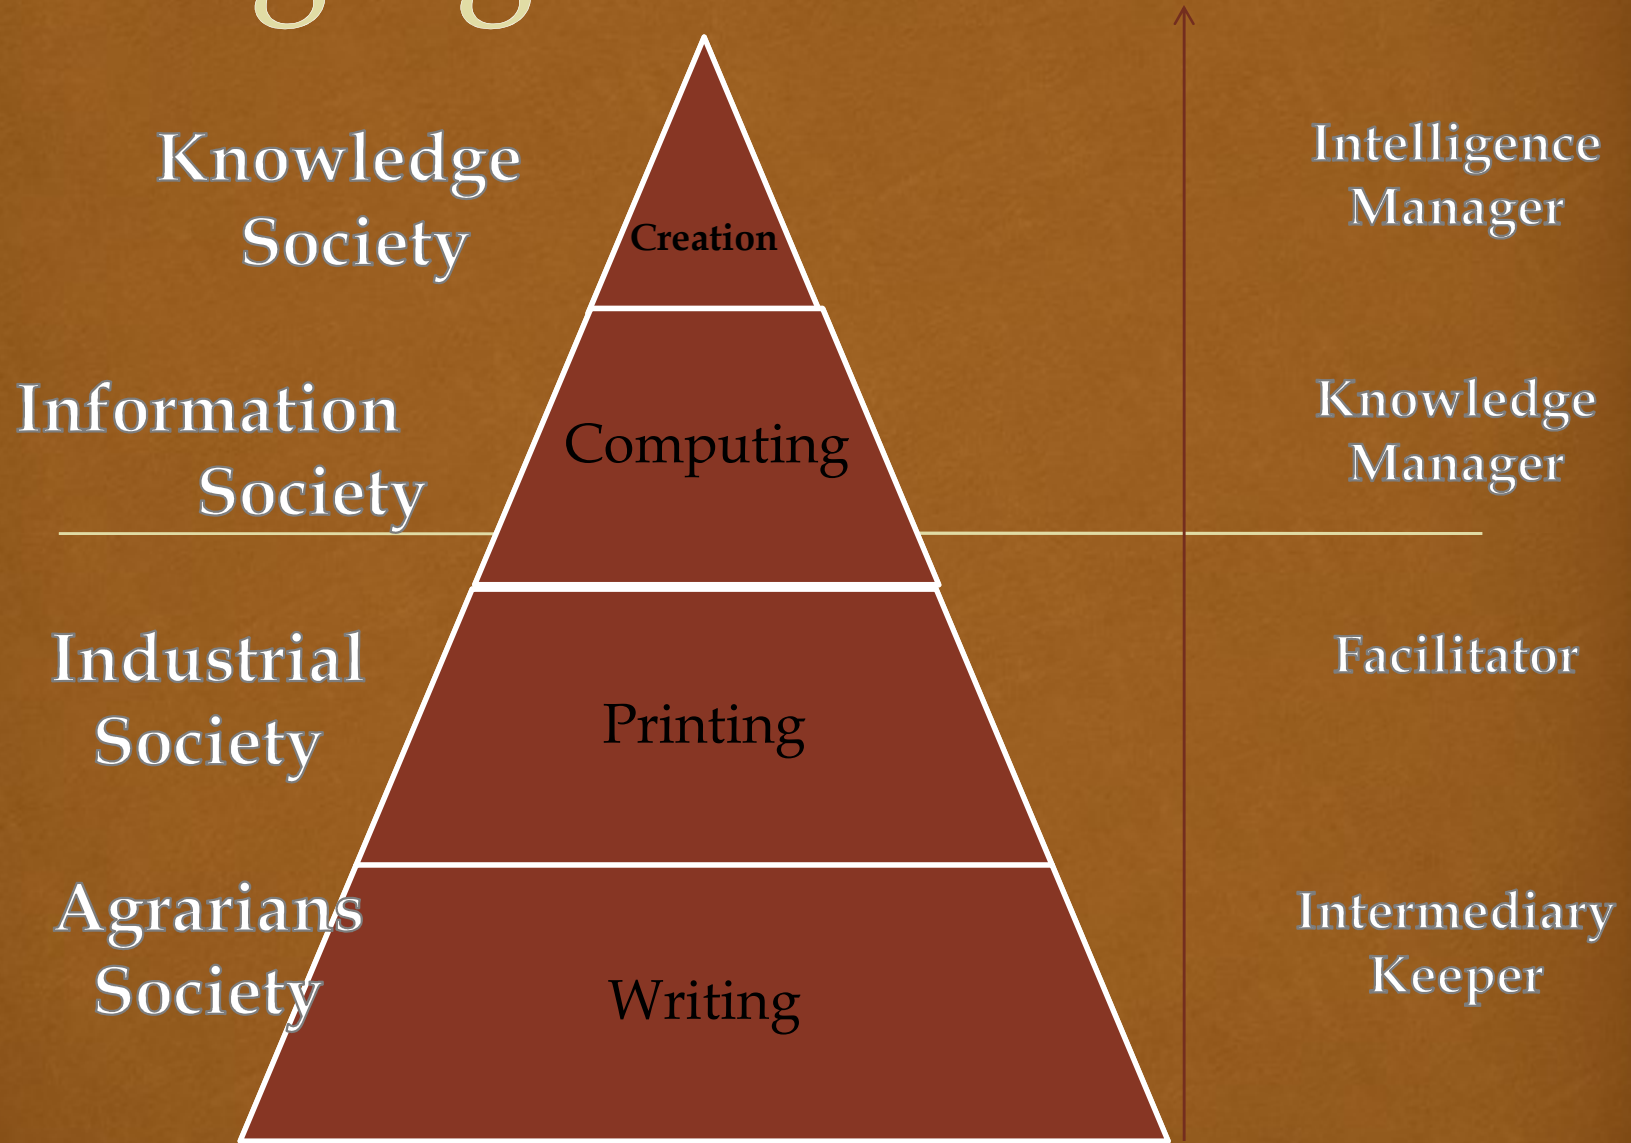 Knowledge
Society
Creation
Intelligence
Manager
Information
Society
Computing
Knowledge
Manager
Industrial
Society
Printing
Facilitator
Agrarians
Society
Writing
Intermediary
Keeper